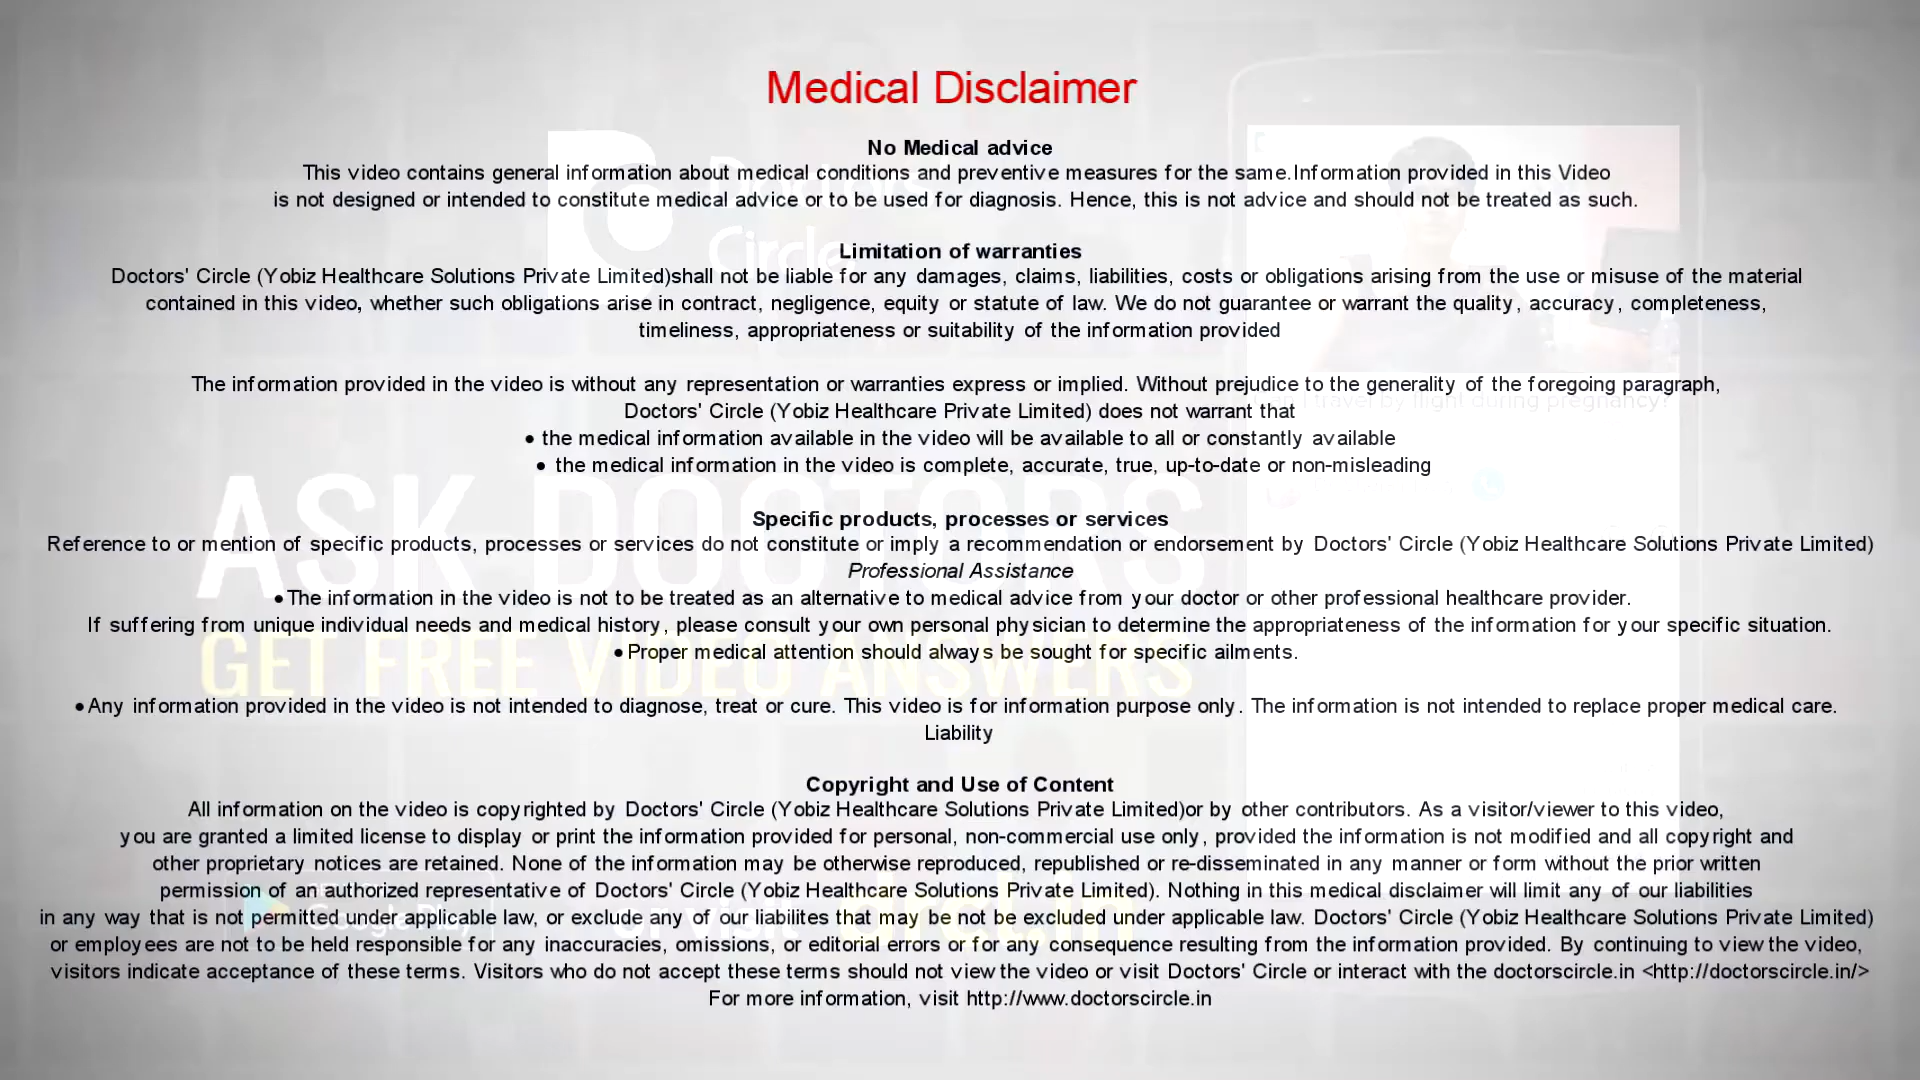 Medical Disclaimer
No Medical advice
This video contains general information about medical conditions and preventive measures for the same.Information provided in this Video
is not designed or intended to constitute medical advice or to be used for diagnosis. Hence, this is not advice and should not be treated as such.
Limitation of warranties
Doctors' Circle (Yobiz Healthcare Solutions Private Limited)shall not be liable for any damages, claims, liabilities, costs or obligations arising from the use or misuse of the material
contained in this video, whether such obligations arise in contract, negligence, equity or statute of law. We do not guarantee or warrant the quality, accuracy, completeness,
timeliness, appropriateness or suitability of the information provided
The information provided in the video is without any representation or warranties express or implied. Without prejudice to the generality of the foregoing paragraph,
Doctors' Circle (Yobiz Healthcare Private Limited) does not warrant that
• the medical information available in the video will be available to all or constantly available
• the medical information in the video is complete, accurate, true, up-to-date or non-misleading
Specific products, processes or services
Reference to or mention of specific products, processes or services do not constitute or imply a recommendation or endorsement by Doctors' Circle (Yobiz Healthcare Solutions Private Limited)
Professional Assistance
•The information in the video is not to be treated as an alternative to medical advice from your doctor or other professional healthcare provider.
If suffering from unique individual needs and medical history, please consult your own personal physician to determine the appropriateness of the information for your specific situation.
•Proper medical attention should always be sought for specific ailments.
•Any information provided in the video is not intended to diagnose, treat or cure. This video is for information purpose only. The information is not intended to replace proper medical care.
Liability
Copyright and Use of Content
All information on the video is copyrighted by Doctors' Circle (Yobiz Healthcare Solutions Private Limited)or by other contributors. As a visitor/viewer to this video,
you are granted a limited license to display or print the information provided for personal, non-commercial use only, provided the information is not modified and all copyright and
other proprietary notices are retained. None of the information may be otherwise reproduced, republished or re-disseminated in any manner or form without the prior written
permission of an authorized representative of Doctors' Circle (Yobiz Healthcare Solutions Private Limited). Nothing in this medical disclaimer will limit any of our liabilities
in any way that is not permitted under applicable law, or exclude any of our liabilites that may be not be excluded under applicable law. Doctors' Circle (Yobiz Healthcare Solutions Private Limited)
or employees are not to be held responsible for any inaccuracies, omissions, or editorial errors or for any consequence resulting from the information provided. By continuing to view the video,
visitors indicate acceptance of these terms. Visitors who do not accept these terms should not view the video or visit Doctors' Circle or interact with the doctorscircle.in <http://doctorscircle.in/>
For more information, visit http://www.doctorscircle.in
Doctors'
Circle
Can I travel by flight during pregnancy?
ASK DOCTORS
GET FREE VIDEO ANSWERS
Google Play
or visit drcl.in